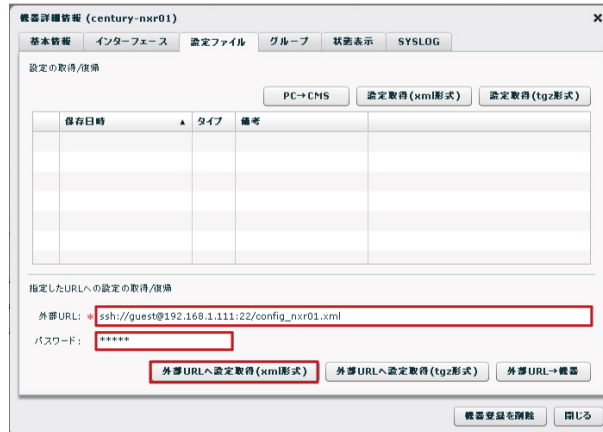 機器詳細情報 (century-nxr01)
基本情報 インターフェース 設定ファイル グループ 状態表示 SYSLOG
設定の取得/復帰
PC→CMS 設定取得(xml形式) 設定取得(tgz形式)
保存日時 ▲ タイプ 備考
指定したURLへの設定の取得/復帰
外部URL: * ssh://guest@192.168.1.111:22/config_nxr01.xml
パスワード: *****
外部URLへ設定取得(xml形式) 外部URLへ設定取得(tgz形式) 外部URL→機器
機器登録を削除 閉じる